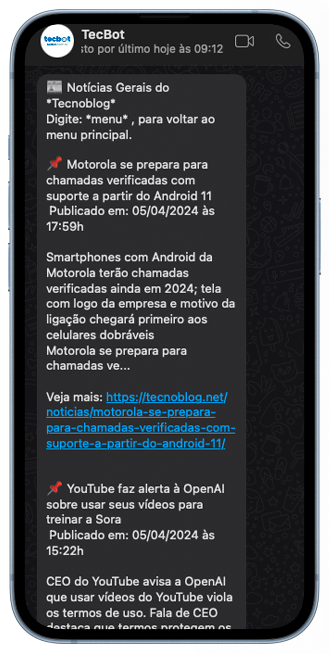 tecbot
TecBot
sto por último hoje às 09:12
📰 Notícias Gerais do
*Tecnoblog*
Digite: *menu* , para voltar ao
menu principal.
📌 Motorola se prepara para
chamadas verificadas com
suporte a partir do Android 11
Publicado em: 05/04/2024 às
17:59h
Smartphones com Android da
Motorola terão chamadas
verificadas ainda em 2024; tela
com logo da empresa e motivo da
ligação chegará primeiro aos
celulares dobráveis
Motorola se prepara para
chamadas ve...
Veja mais: https://tecnoblog.net/
noticias/motorola-se-prepara-
para-chamadas-verificadas-com-
suporte-a-partir-do-android-11/
📌 YouTube faz alerta à OpenAI
sobre usar seus vídeos para
treinar a Sora
Publicado em: 05/04/2024 às
15:22h
CEO do YouTube avisa a OpenAI
que usar vídeos do YouTube viola
os termos de uso. Fala de CEO
destaca que termos protegem os